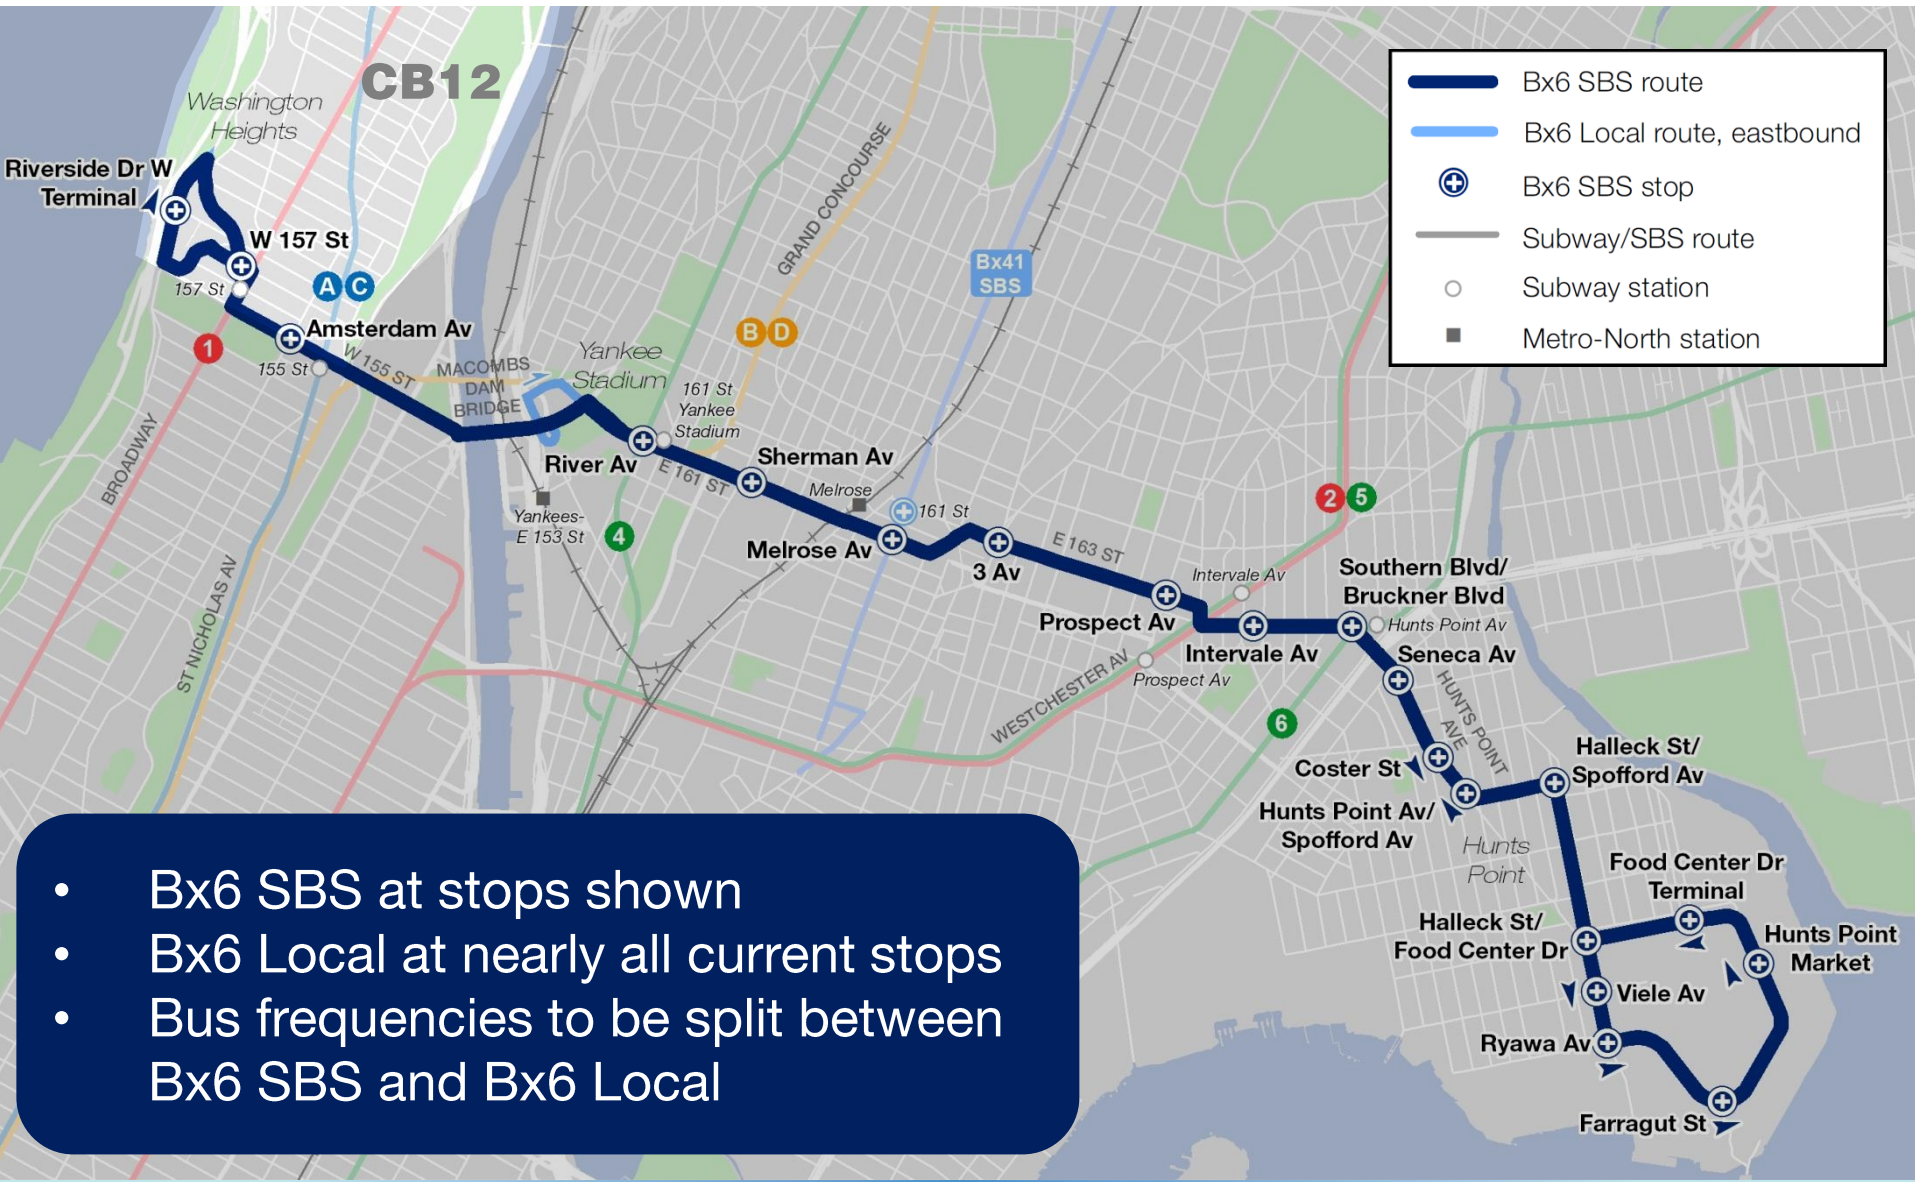 CB12
Washington
Heights
Riverside Dr W
Terminal
W 157 St
157 St
A C
1
Amsterdam Av
155 St
W 155 ST
MACOMBS
DAM
BRIDGE
Yankee
Stadium
161 St
Yankee
Stadium
B D
GRAND CONCOURSE
Bx41
SBS
Bx6 SBS route
Bx6 Local route, eastbound
Bx6 SBS stop
Subway/SBS route
Subway station
Metro-North station
BROADWAY
ST NICHOLAS AV
River Av
E 161 ST
Sherman Av
Melrose
161 St
Yankees-
E 153 St
4
Melrose Av
3 Av
E 163 ST
2 5
Intervale Av
Southern Blvd/
Bruckner Blvd
Hunts Point Av
Prospect Av
Intervale Av
Seneca Av
WESTCHESTER AV
Prospect Av
6
HUNTS POINT
AVE
Coster St
Halleck St/
Spofford Av
Hunts Point Av/
Spofford Av
Hunts
Point
Food Center Dr
Terminal
Halleck St/
Food Center Dr
Hunts Point
Market
Viele Av
Ryawa Av
Farragut St
• Bx6 SBS at stops shown
• Bx6 Local at nearly all current stops
• Bus frequencies to be split between
Bx6 SBS and Bx6 Local